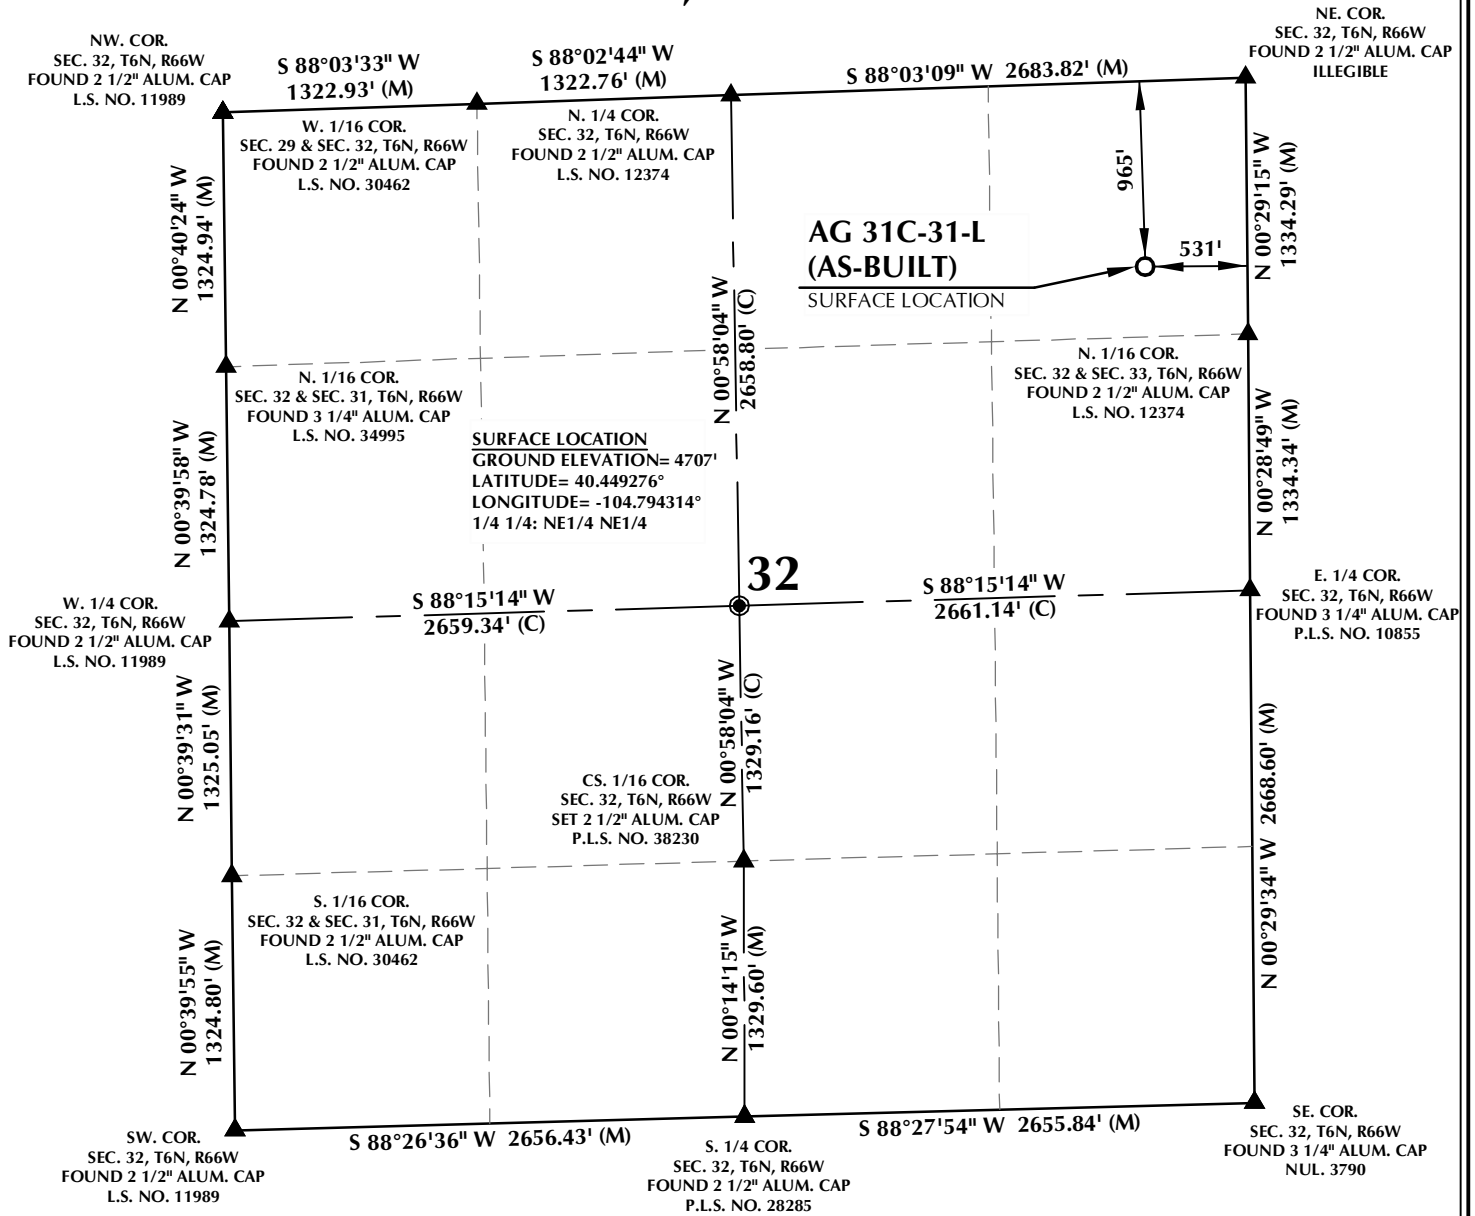 NW. COR.
SEC. 32, T6N, R66W
FOUND 2 1/2" ALUM. CAP
L.S. NO. 11989
S 88°03'33" W
1322.93' (M)
S 88°02'44" W
1322.76' (M)
S 88°03'09" W 2683.82' (M)
NE. COR.
SEC. 32, T6N, R66W
FOUND 2 1/2" ALUM. CAP
ILLEGIBLE
W. 1/16 COR.
SEC. 29 & SEC. 32, T6N, R66W
FOUND 2 1/2" ALUM. CAP
L.S. NO. 30462
N. 1/4 COR.
SEC. 32, T6N, R66W
FOUND 2 1/2" ALUM. CAP
L.S. NO. 12374
N 00°40'24" W
1324.94' (M)
965'
N 00°29'15" W
1334.29' (M)
AG 31C-31-L
(AS-BUILT)
SURFACE LOCATION
531'
N 00°58'04" W
2658.80' (C)
N. 1/16 COR.
SEC. 32 & SEC. 31, T6N, R66W
FOUND 3 1/4" ALUM. CAP
L.S. NO. 34995
N. 1/16 COR.
SEC. 32 & SEC. 33, T6N, R66W
FOUND 2 1/2" ALUM. CAP
L.S. NO. 12374
N 00°39'58" W
1324.78' (M)
SURFACE LOCATION
GROUND ELEVATION= 4707'
LATITUDE= 40.449276°
LONGITUDE= -104.794314°
1/4 1/4: NE1/4 NE1/4
N 00°28'49" W
1334.34' (M)
32
W. 1/4 COR.
SEC. 32, T6N, R66W
FOUND 2 1/2" ALUM. CAP
L.S. NO. 11989
S 88°15'14" W
2659.34' (C)
S 88°15'14" W
2661.14' (C)
E. 1/4 COR.
SEC. 32, T6N, R66W
FOUND 3 1/4" ALUM. CAP
P.L.S. NO. 10855
N 00°39'31" W
1325.05' (M)
N 00°58'04" W
1329.16' (C)
CS. 1/16 COR.
SEC. 32, T6N, R66W
SET 2 1/2" ALUM. CAP
P.L.S. NO. 38230
N 00°29'34" W 2668.60' (M)
S. 1/16 COR.
SEC. 32 & SEC. 31, T6N, R66W
FOUND 2 1/2" ALUM. CAP
L.S. NO. 30462
N 00°39'55" W
1324.80' (M)
N 00°14'15" W
1329.60' (M)
SW. COR.
SEC. 32, T6N, R66W
FOUND 2 1/2" ALUM. CAP
L.S. NO. 11989
S 88°26'36" W 2656.43' (M)
S. 1/4 COR.
SEC. 32, T6N, R66W
FOUND 2 1/2" ALUM. CAP
P.L.S. NO. 28285
S 88°27'54" W 2655.84' (M)
SE. COR.
SEC. 32, T6N, R66W
FOUND 3 1/4" ALUM. CAP
NUL. 3790